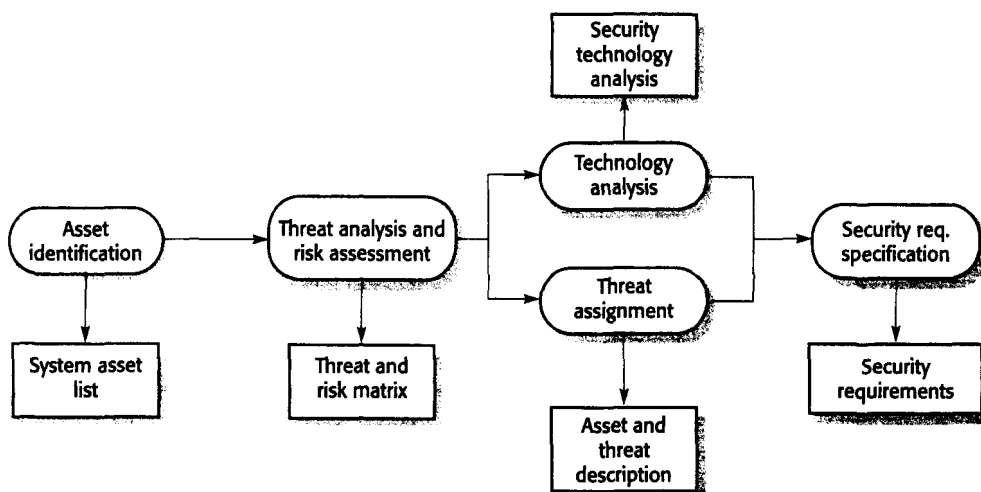 Security
technology
analysis
Technology
analysis
Asset
identification
Threat analysis and
risk assessment
Security req.
specification
Threat
assignment
System asset
list
Threat and
risk matrix
Security
requirements
Asset and
threat
description